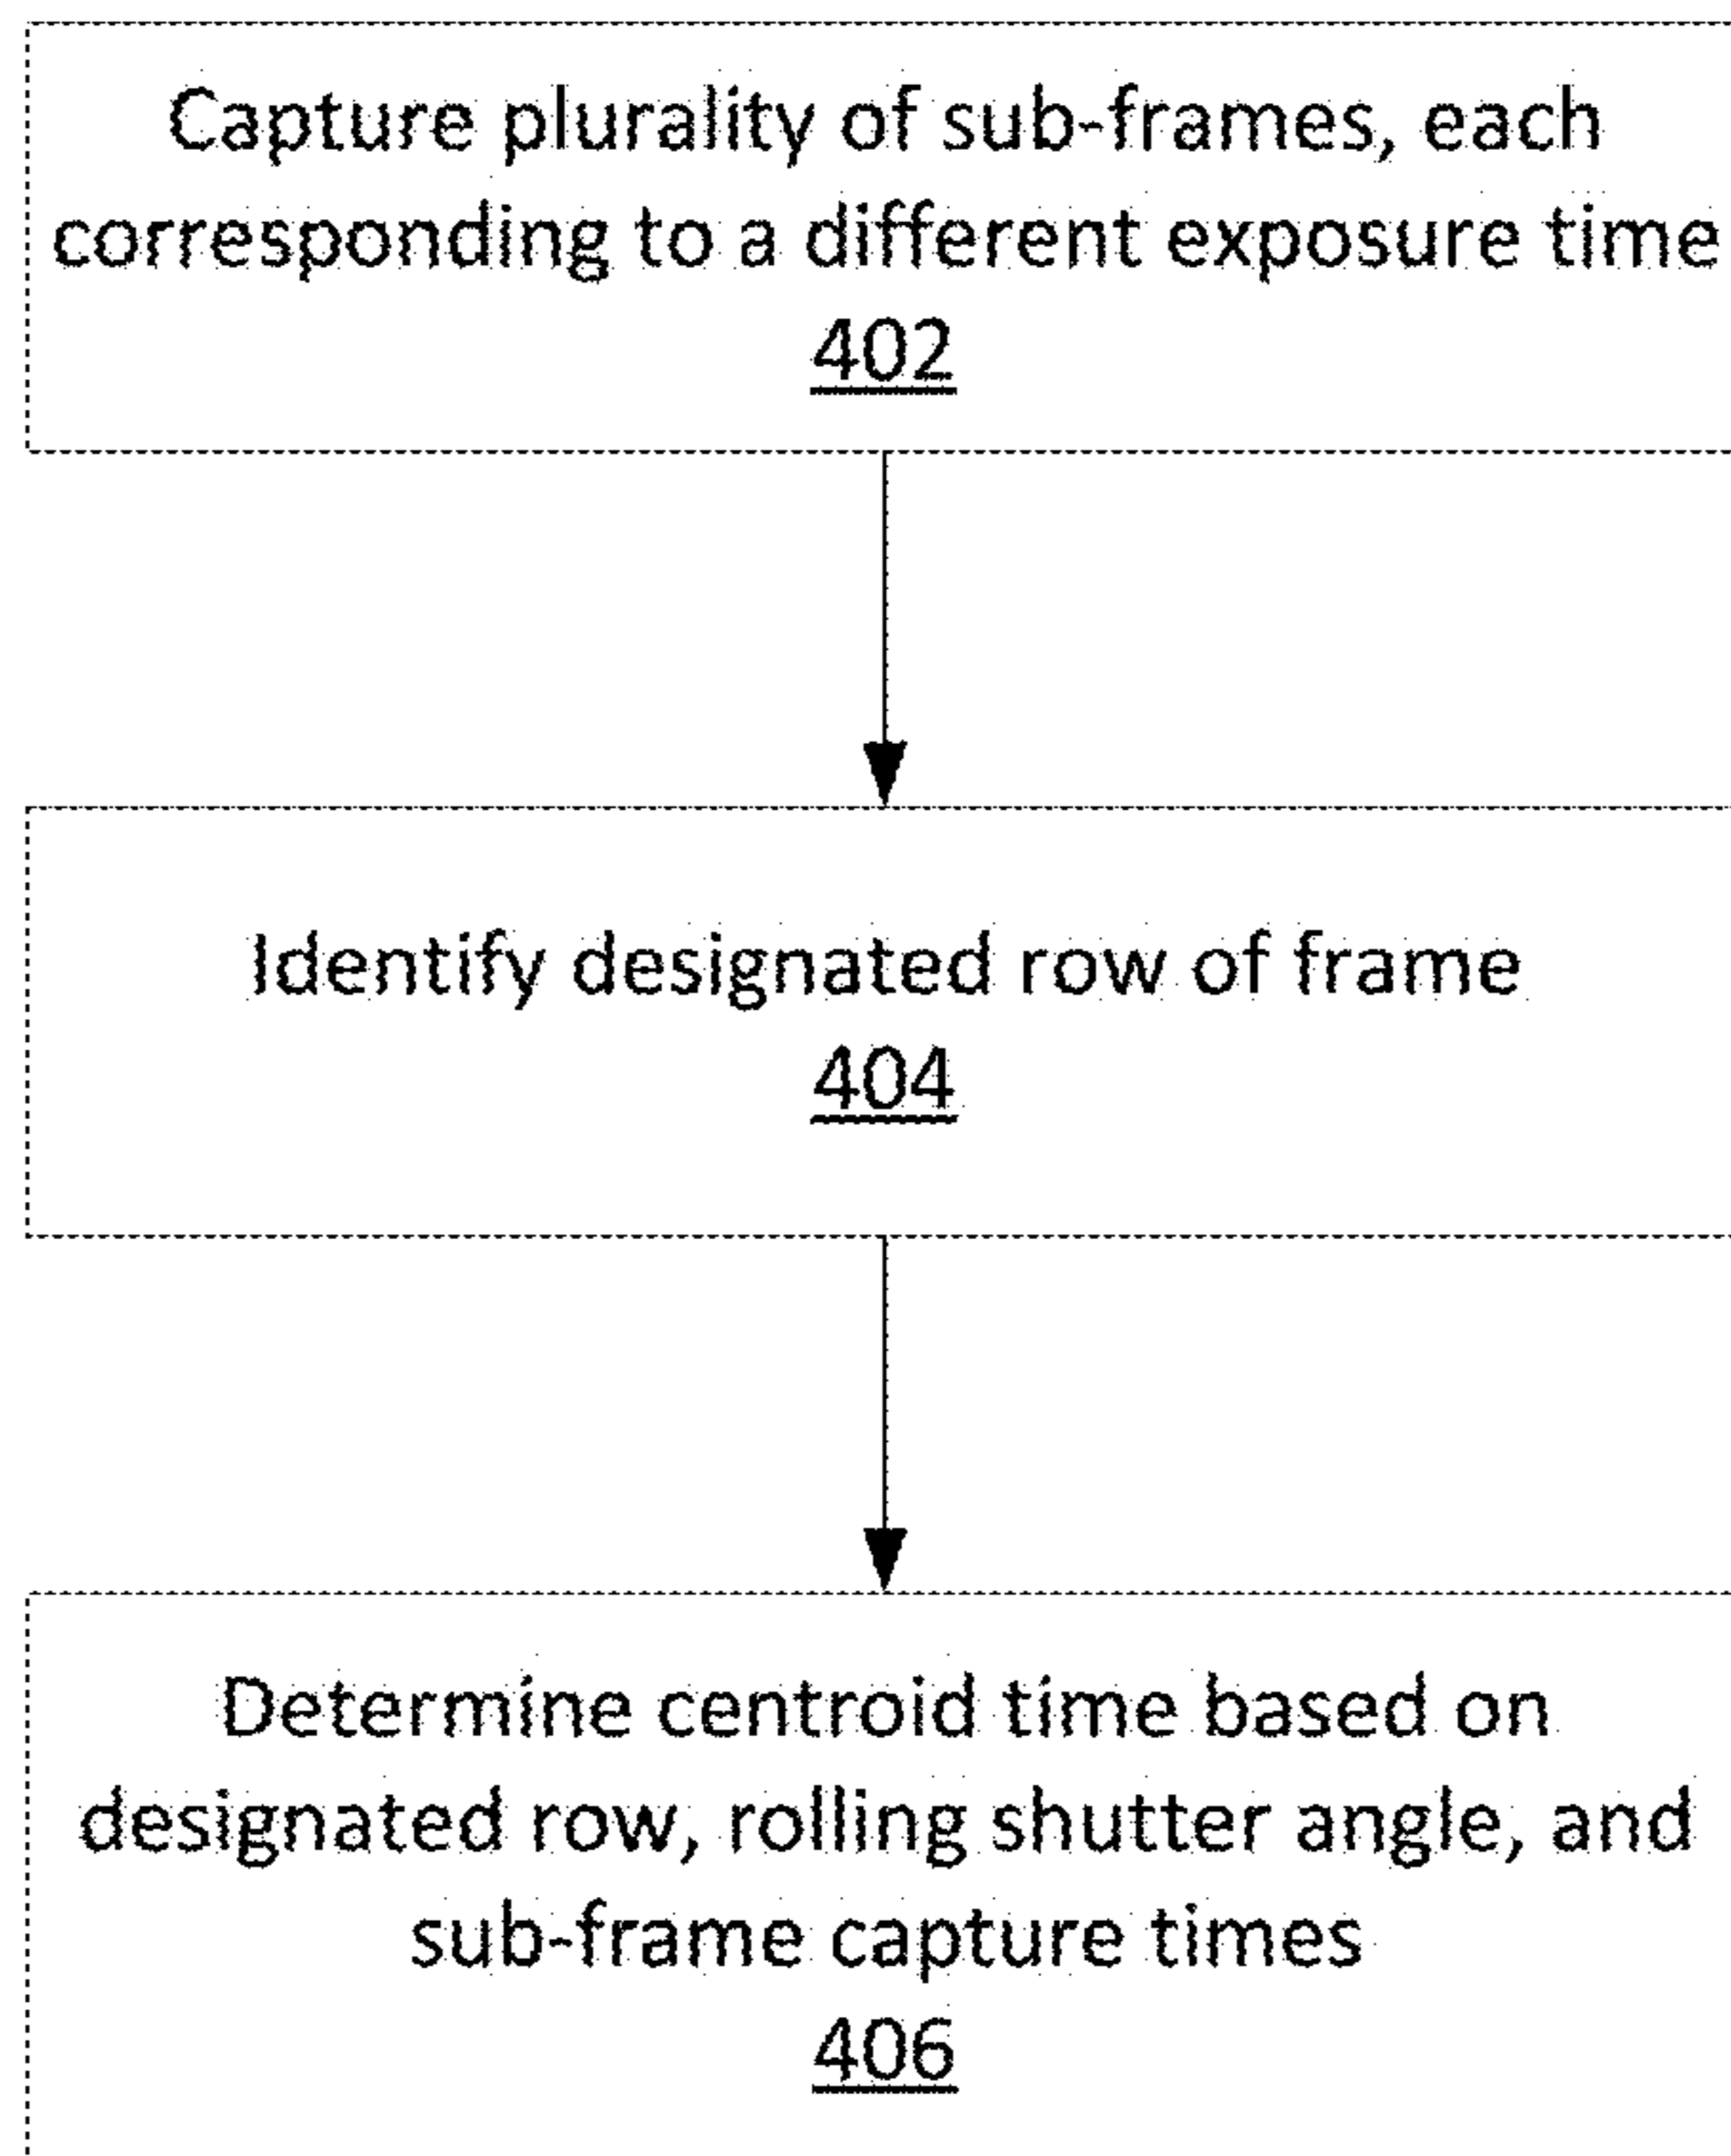 Capture plurality of sub-frames, each
corresponding to a different exposure time
402
Identify designated row of frame
404
Determine centroid time based on
designated row, rolling shutter angle, and
sub-frame capture times
406